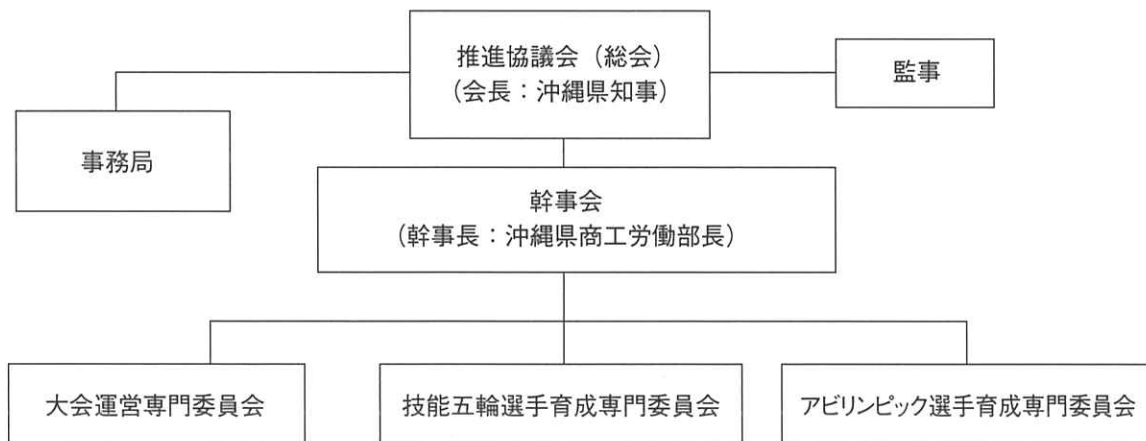 推進協議会（総会）
（会長：沖縄県知事）
監事
事務局
幹事会
（幹事長：沖縄県商工労働部長）
大会運営専門委員会
技能五輪選手育成専門委員会
アビリンピック選手育成専門委員会